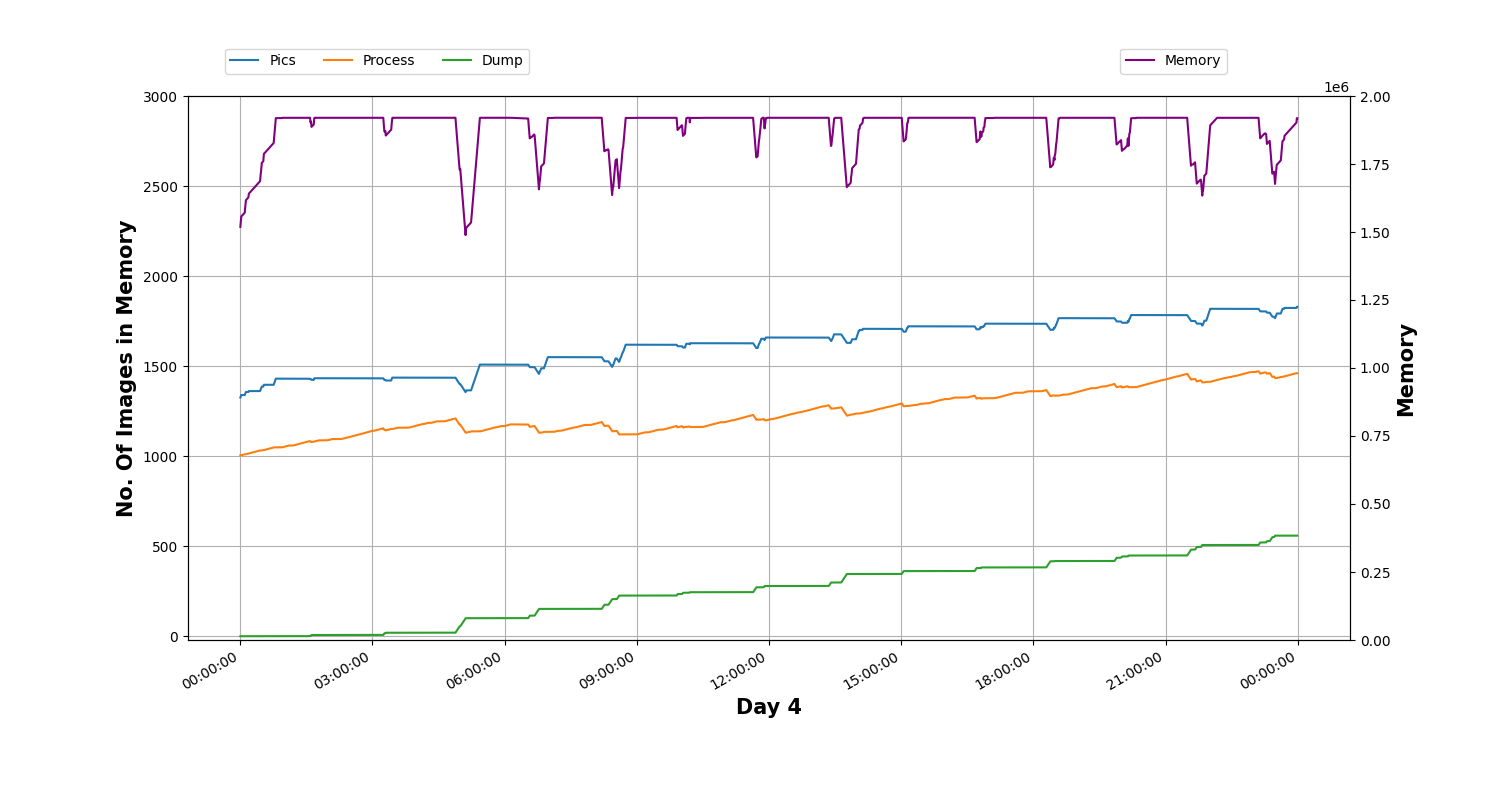 Pics Process Dump Memory
1e6
3000 2.00
2500 1.75
2000 1.50
1500 1.25
1000 1.00
500 0.75
0 0.50
0.25
0.00
No. Of Images in Memory
Memory
00:00:00 03:00:00 06:00:00 09:00:00 12:00:00 15:00:00 18:00:00 21:00:00 00:00:00
Day 4